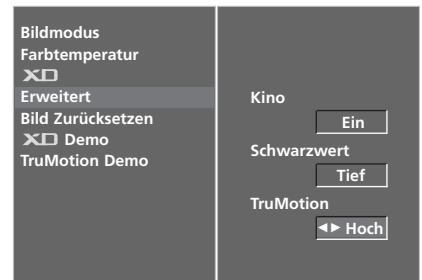 Bildmodus
Farbtemperatur
XD
Erweitert
Bild Zurücksetzen
XD Demo
TruMotion Demo
Kino
Ein
Schwarzwert
Tief
TruMotion
◀▶ Hoch